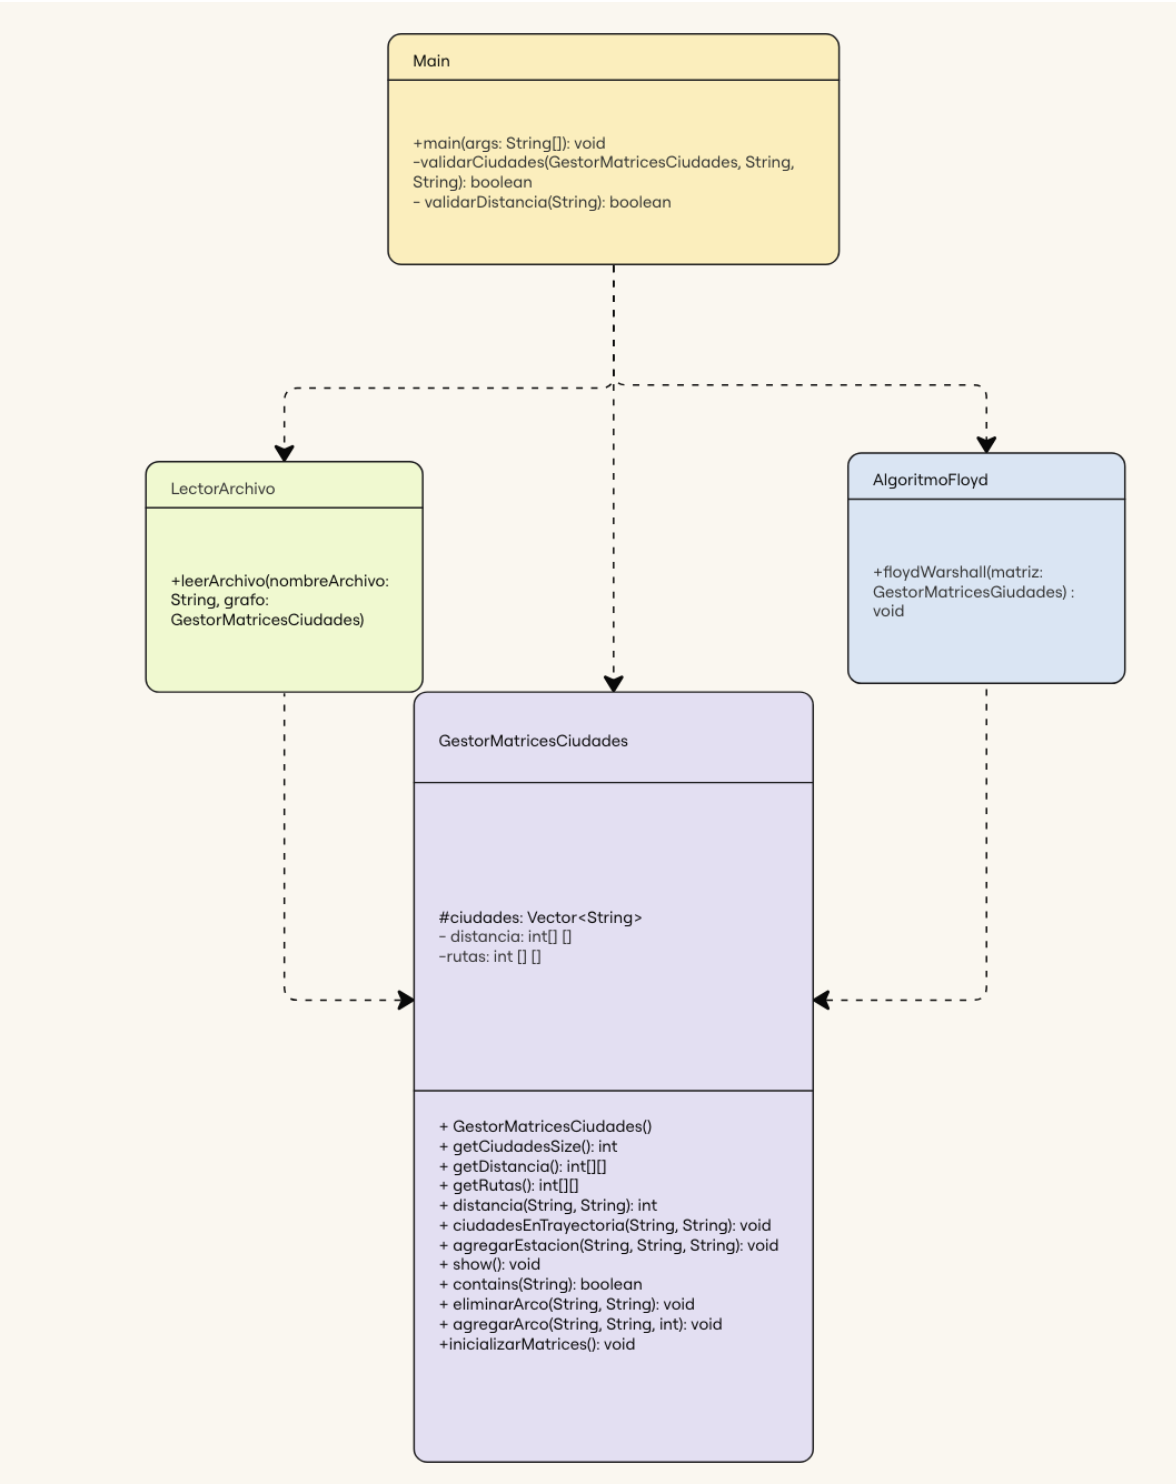 Main
+main(args: String[]): void
-validarCiudades(GestorMatricesCiudades, String,
String): boolean
- validarDistancia(String): boolean
LectorArchivo
+leerArchivo(nombreArchivo:
String, grafo:
GestorMatricesCiudades)
AlgoritmoFloyd
+floydWarshall(matriz:
GestorMatricesGiudades) :
void
GestorMatricesCiudades
#ciudades: Vector<String>
- distancia: int[] []
-rutas: int [] []
+ GestorMatricesCiudades()
+ getCiudadesSize(): int
+ getDistancia(): int[][]
+ getRutas(): int[][]
+ distancia(String, String): int
+ ciudadesEnTrayectoria(String, String): void
+ agregarEstacion(String, String, String): void
+ show(): void
+ contains(String): boolean
+ eliminarArco(String, String): void
+ agregarArco(String, String, int): void
+inicializarMatrices(): void